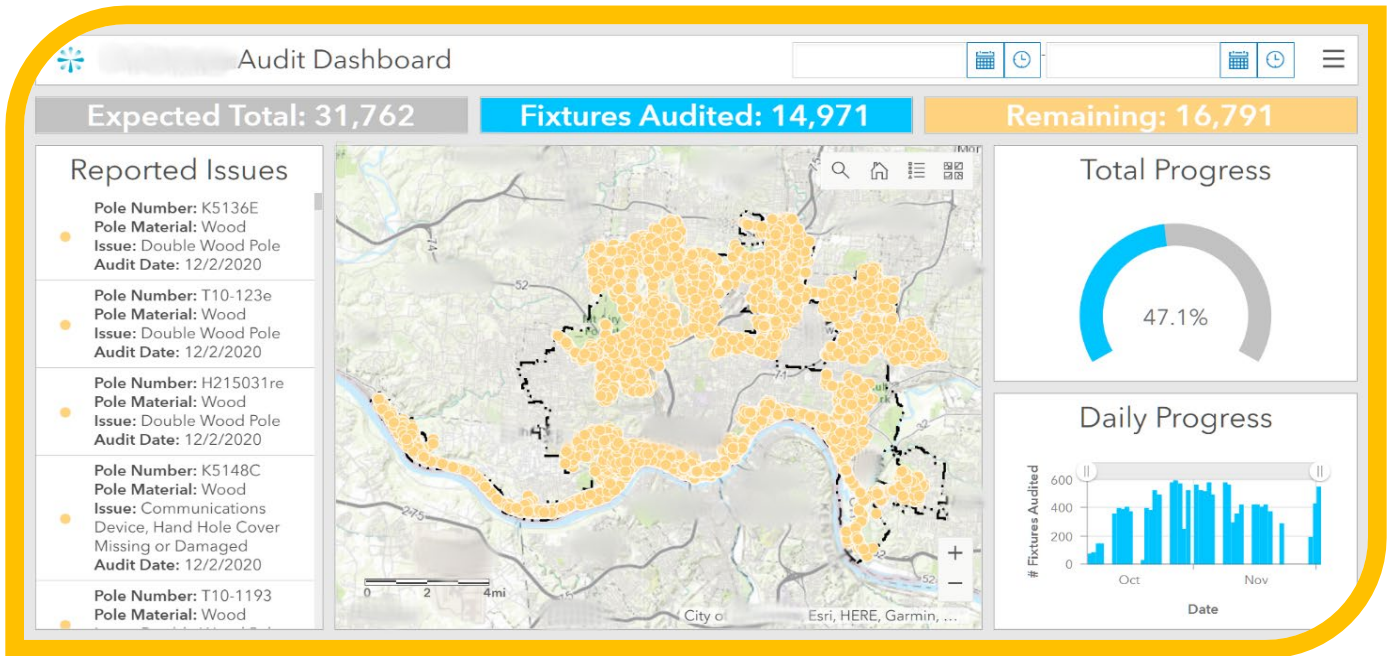 Audit Dashboard
Expected Total: 31,762
Fixtures Audited: 14,971
Remaining: 16,791
Reported Issues
Pole Number: K5136E
Pole Material: Wood
Issue: Double Wood Pole
Audit Date: 12/2/2020
Pole Number: T10-123e
Pole Material: Wood
Issue: Double Wood Pole
Audit Date: 12/2/2020
Pole Number: H215031re
Pole Material: Wood
Issue: Double Wood Pole
Audit Date: 12/2/2020
Pole Number: K5148C
Pole Material: Wood
Issue: Communications
Device, Hand Hole Cover
Missing or Damaged
Audit Date: 12/2/2020
Pole Number: T10-1193
Pole Material: Wood
74
52
74
275
52
0 2 4mi
City of
Esri, HERE, Garmin, ...
Total Progress
47.1%
Daily Progress
# Fixtures Audited
600
400
200
0
Oct Nov
Date